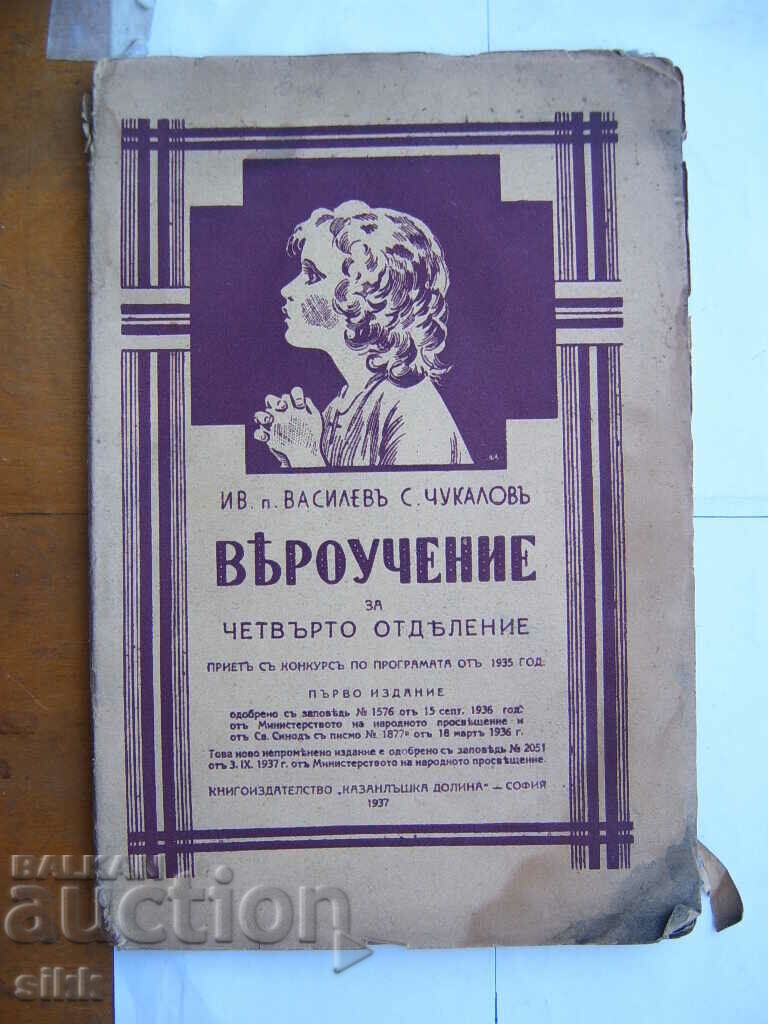 ИВ. п. ВАСИЛЕВЪ С. ЧУКАЛОВЪ
ВѢРОУЧЕНИЕ
ЗА
ЧЕТВЪРТО ОТДѢЛЕНИЕ
ПРИЕТЪ СЪ КОНКУРСЪ ПО ПРОГРАМАТА ОТЪ 1935 ГОД.
ПЪРВО ИЗДАНИЕ
одобрено съ заповѣдь № 1576 отъ 15 септ. 1936 год.
отъ Министерството на народното просвѣщение и
отъ Св. Синодъ съ писмо № 1877 отъ 18 мартъ 1936 г.
Това ново непромѣнено издание е одобрено съ заповѣдь № 2051
отъ 3. IX. 1937 г. отъ Министерството на народното просвѣщение.
КНИГОИЗДАТЕЛСТВО „КАЗАНЛЪШКА ДОЛИНА" — СОФИЯ
1937
BALKAN
auction
sikk